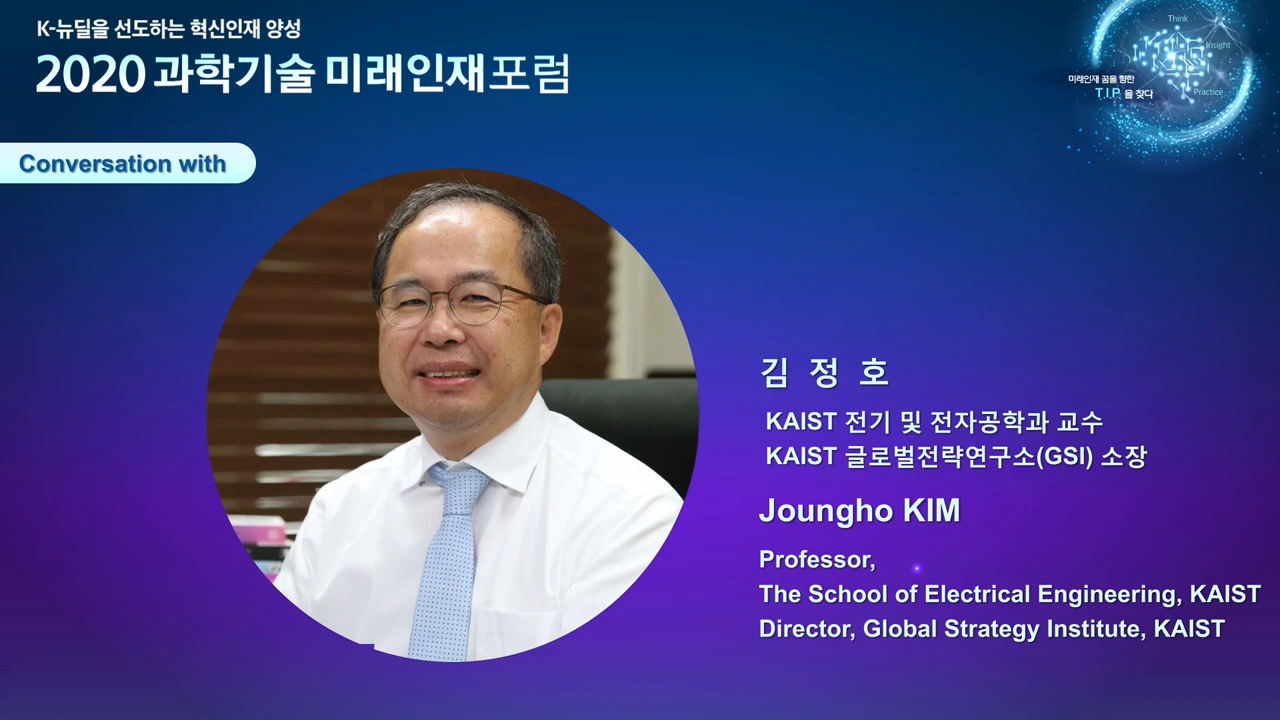 K-뉴딜을 선도하는 혁신인재 양성
2020 과학기술 미래인재포럼
Think
Insight
미래인재 꿈을 향한
T.I.P. 을 찾다
Practice
Conversation with
김 정 호
KAIST 전기 및 전자공학과 교수
KAIST 글로벌전략연구소(GSI) 소장
Joungho KIM
Professor,
The School of Electrical Engineering, KAIST
Director, Global Strategy Institute, KAIST